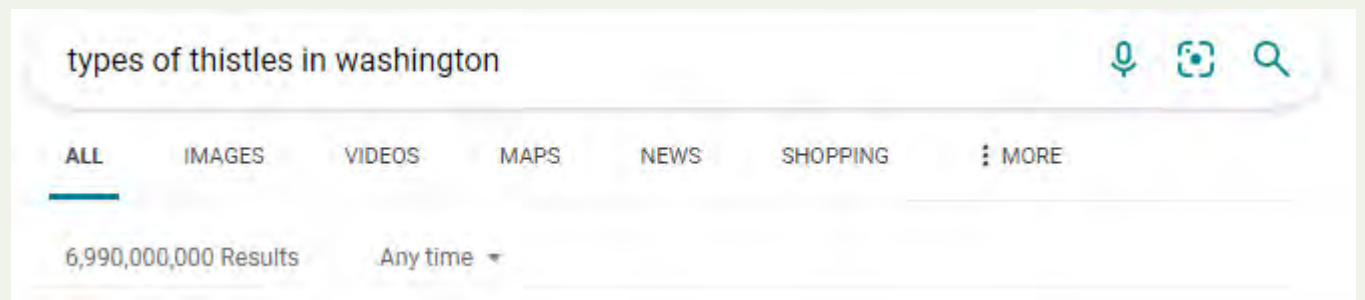 types of thistles in washington
ALL IMAGES VIDEOS MAPS NEWS SHOPPING MORE
6,990,000,000 Results Any time